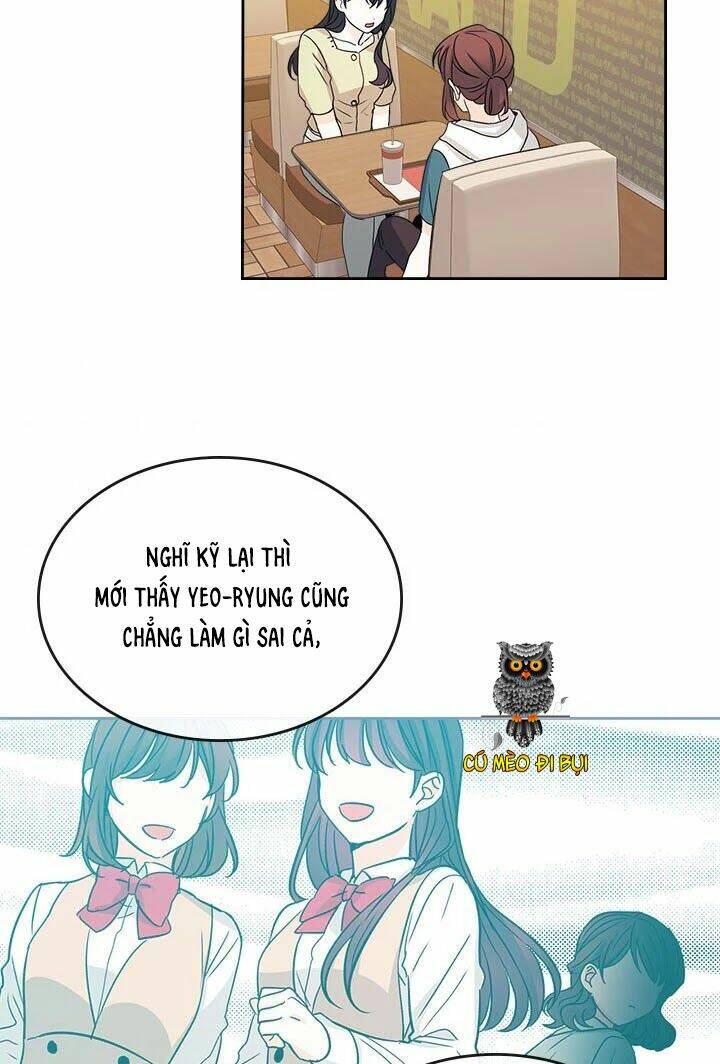 NGHĨ KỸ LẠI THÌ
MỚI THẤY YEO-RYUNG CŨNG
CHẲNG LÀM GÌ SAI CẢ,
CÚ MÈO ĐI BỤI